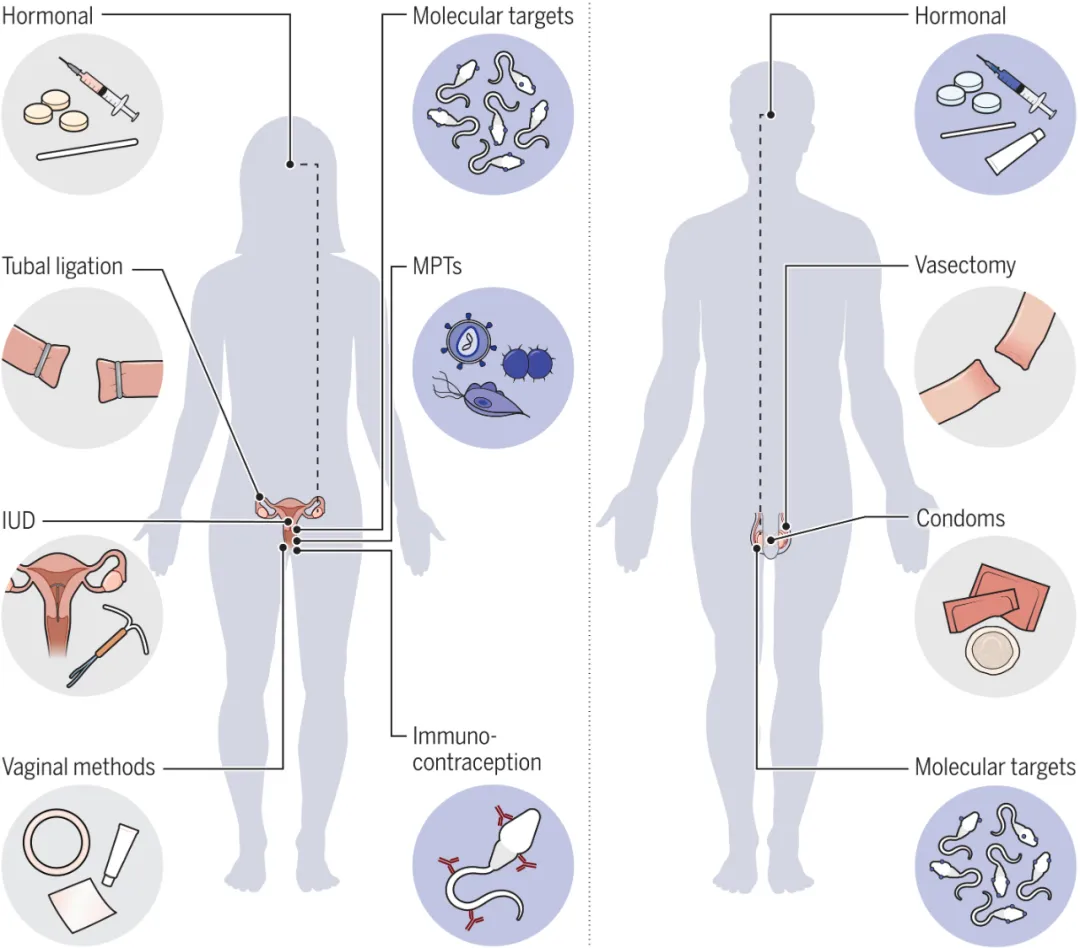 Hormonal
Molecular targets
Tubal ligation
MPTs
IUD
Vaginal methods
Immuno-
contraception
Hormonal
Vasectomy
Condoms
Molecular targets